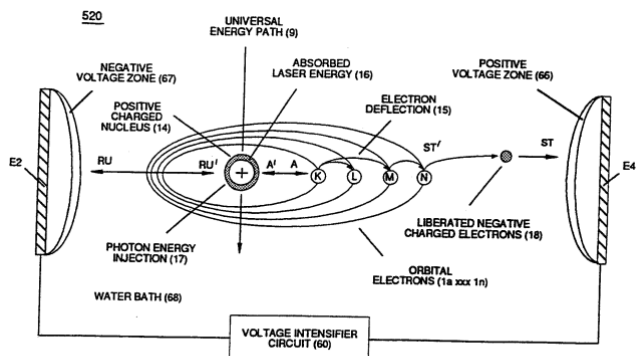 520
UNIVERSAL
ENERGY PATH (9)
NEGATIVE
VOLTAGE ZONE (67)
ABSORBED
LASER ENERGY (16)
POSITIVE
VOLTAGE ZONE (66)
POSITIVE
CHARGED
NUCLEUS (14)
ELECTRON
DEFLECTION (15)
ST'
ST
E2
RU
RU'
+
A'
A
K
L
M
N
E4
LIBERATED NEGATIVE
CHARGED ELECTRONS (18)
PHOTON ENERGY
INJECTION (17)
ORBITAL
ELECTRONS (1a xxx 1n)
WATER BATH (68)
VOLTAGE INTENSIFIER
CIRCUIT (60)